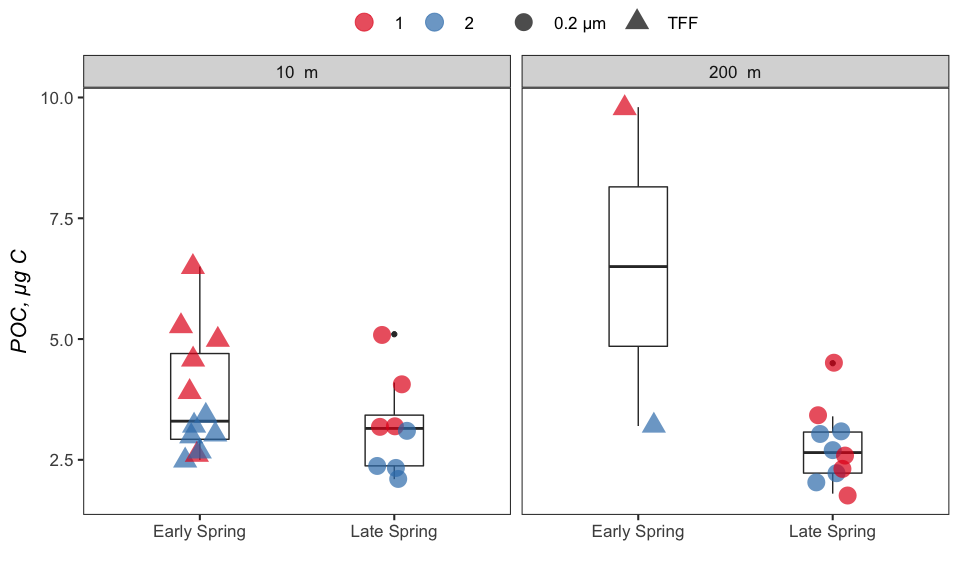 1 2 0.2 µm TFF
10 m 200 m
10.0
7.5
5.0
2.5
POC, µg C
Early Spring Late Spring Early Spring Late Spring